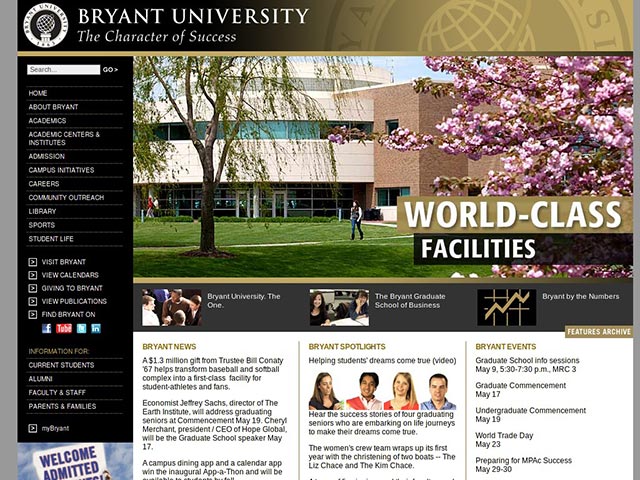 BRYANT UNIVERSITY
The Character of Success
BRYANT UNIVERSITY
1863
Search...
GO >
HOME
ABOUT BRYANT
ACADEMICS
ACADEMIC CENTERS &
INSTITUTES
ADMISSION
CAMPUS INITIATIVES
CAREERS
COMMUNITY OUTREACH
LIBRARY
SPORTS
STUDENT LIFE
VISIT BRYANT
VIEW CALENDARS
GIVING TO BRYANT
VIEW PUBLICATIONS
FIND BRYANT ON
f You Tube t in
INFORMATION FOR:
CURRENT STUDENTS
ALUMNI
FACULTY & STAFF
PARENTS & FAMILIES
myBryant
WELCOME
ADMITTED
WORLD-CLASS
FACILITIES
Bryant University. The
One.
The Bryant Graduate
School of Business
Bryant by the Numbers
FEATURES ARCHIVE
BRYANT NEWS
A $1.3 million gift from Trustee Bill Conaty
'67 helps transform baseball and softball
complex into a first-class facility for
student-athletes and fans.
Economist Jeffrey Sachs, director of The
Earth Institute, will address graduating
seniors at Commencement May 19. Cheryl
Merchant, president / CEO of Hope Global,
will be the Graduate School speaker May
17.
A campus dining app and a calendar app
win the inaugural App-a-Thon and will be
BRYANT SPOTLIGHTS
Helping students' dreams come true (video)
Hear the success stories of four graduating
seniors who are embarking on life journeys
to make their dreams come true.
The women's crew team wraps up its first
year with the christening of two boats -- The
Liz Chace and The Kim Chace.
BRYANT EVENTS
Graduate School info sessions
May 9, 5:30-7:30 p.m., MRC 3
Graduate Commencement
May 17
Undergraduate Commencement
May 19
World Trade Day
May 23
Preparing for MPAc Success
May 29-30